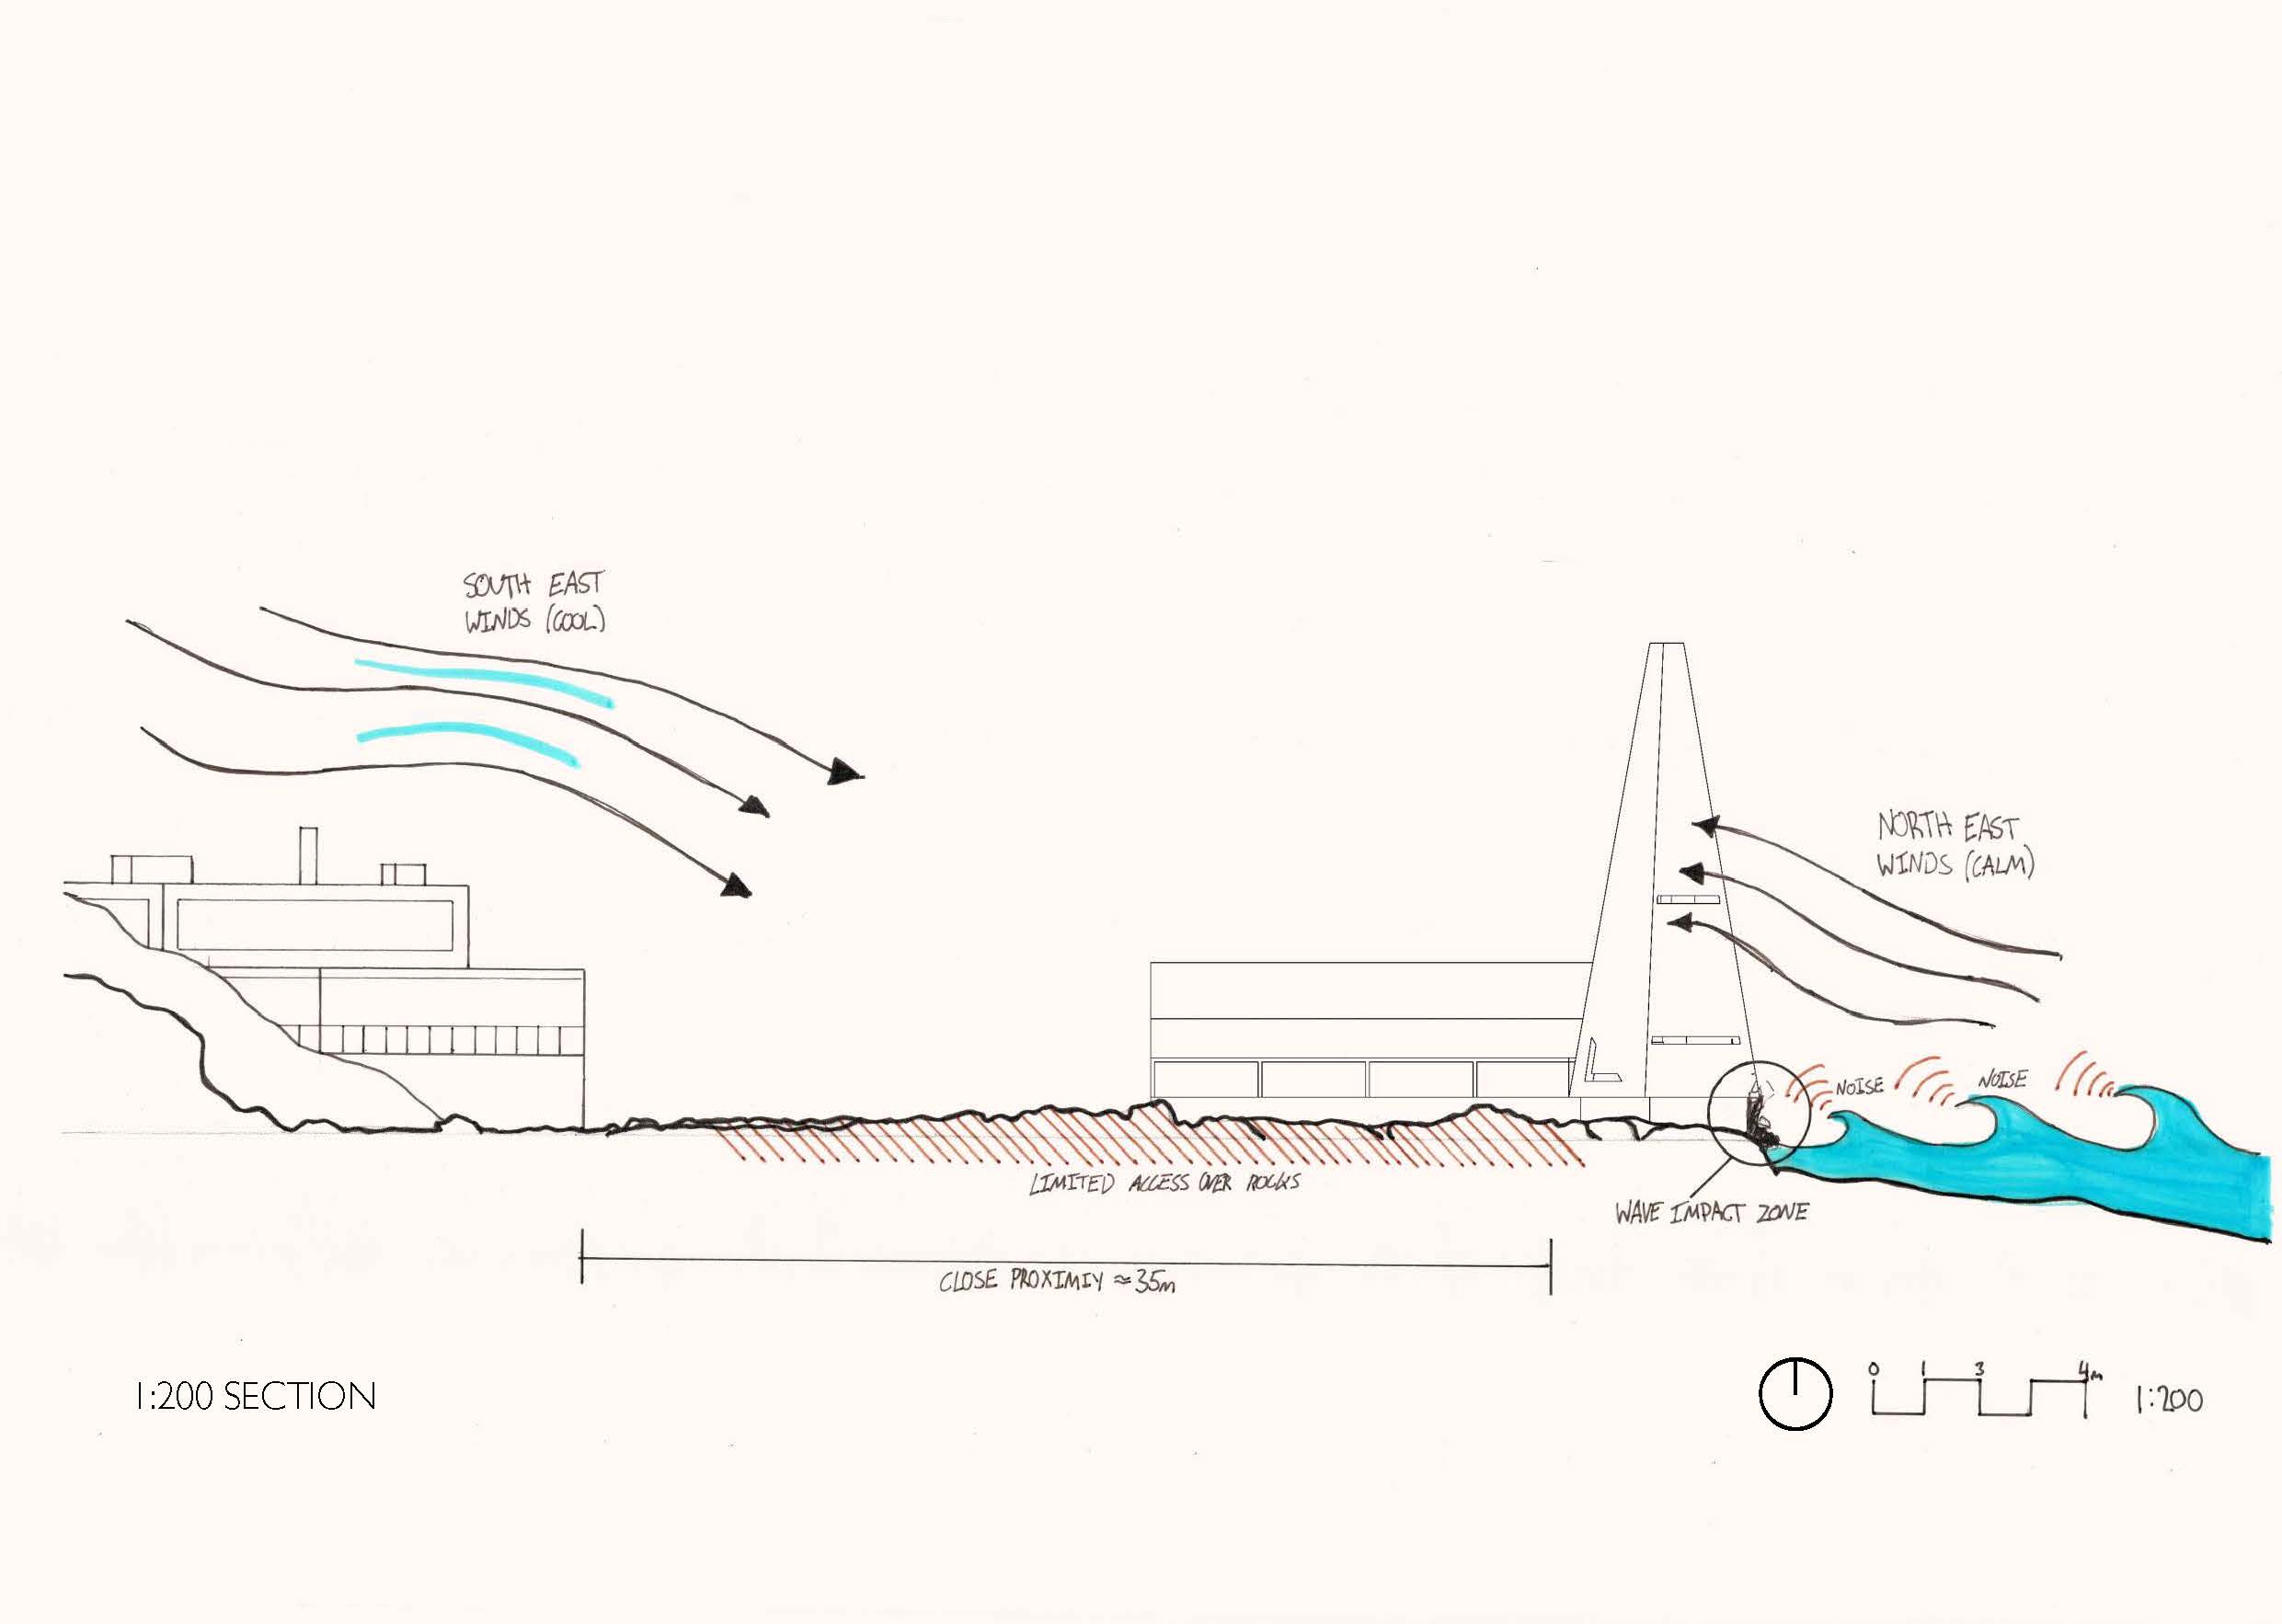 SOUTH EAST
WINDS (COOL)
NORTH EAST
WINDS (CALM)
NOISE
NOISE
LIMITED ACCESS OVER ROCKS
WAVE IMPACT ZONE
CLOSE PROXIMIY ≈ 35m
1:200 SECTION
0 1 3 4m
1:200